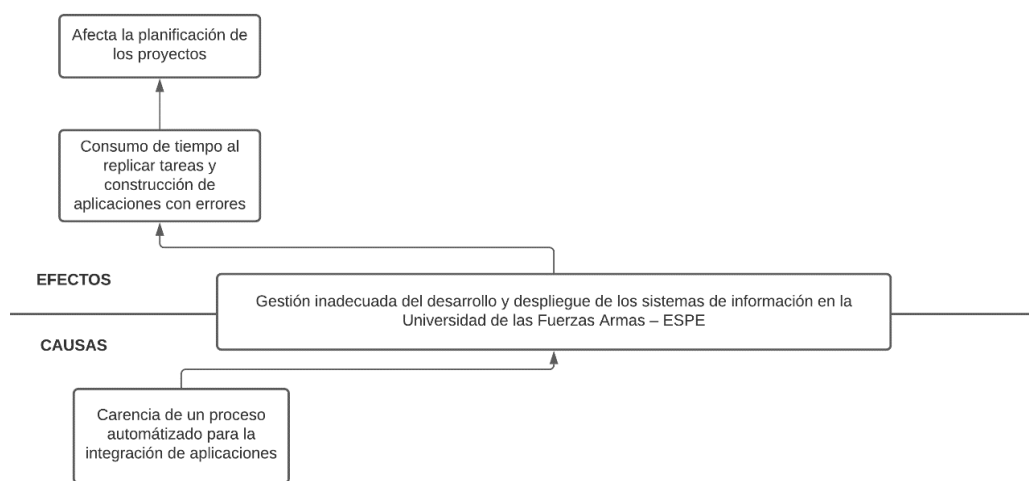 Afecta la planificación de
los proyectos
Consumo de tiempo al
replicar tareas y
construcción de
aplicaciones con errores
EFECTOS
Gestión inadecuada del desarrollo y despliegue de los sistemas de información en la
Universidad de las Fuerzas Armas – ESPE
CAUSAS
Carencia de un proceso
automátizado para la
integración de aplicaciones